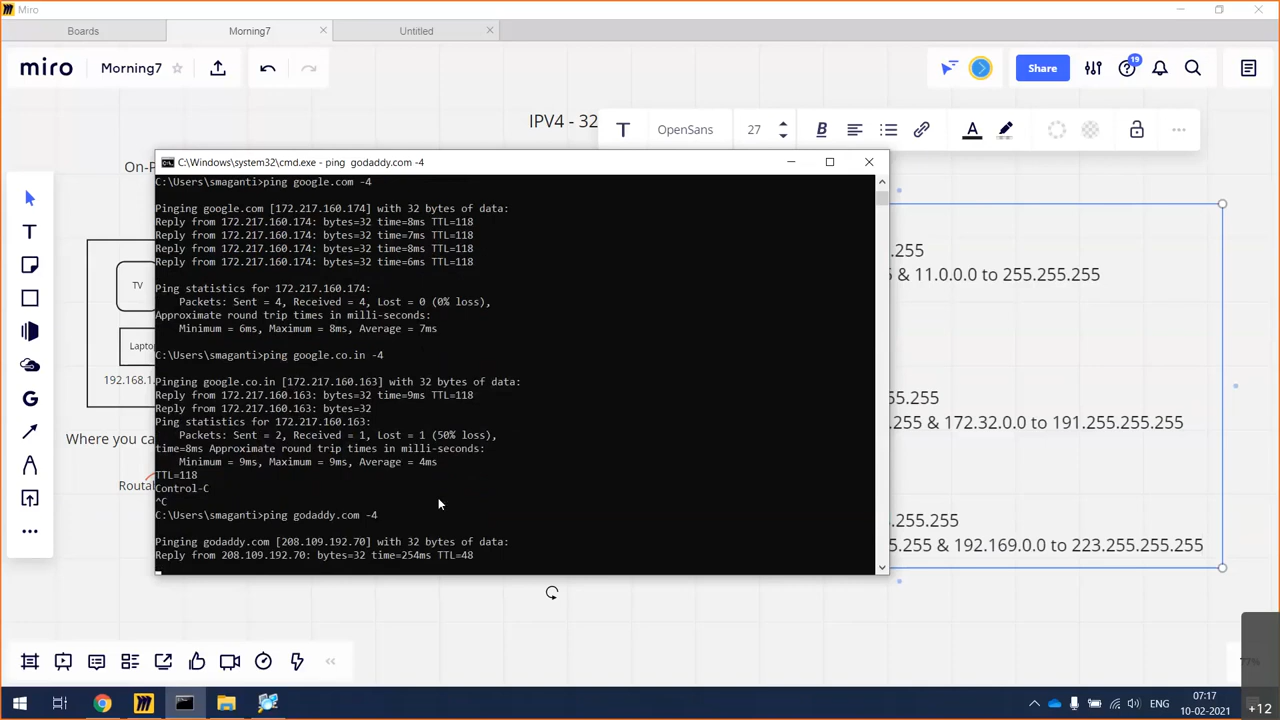 Miro
Boards
Morning7
Untitled
miro
Morning7
19
Share
IPV4 - 32
OpenSans
27
B
A
On-P
C:\Windows\system32\cmd.exe - ping godaddy.com -4
C:\Users\smaganti>ping google.com -4
Pinging google.com [172.217.160.174] with 32 bytes of data:
Reply from 172.217.160.174: bytes=32 time=8ms TTL=118
Reply from 172.217.160.174: bytes=32 time=7ms TTL=118
Reply from 172.217.160.174: bytes=32 time=8ms TTL=118
Reply from 172.217.160.174: bytes=32 time=6ms TTL=118
Ping statistics for 172.217.160.174:
Packets: Sent = 4, Received = 4, Lost = 0 (0% loss),
Approximate round trip times in milli-seconds:
Minimum = 6ms, Maximum = 8ms, Average = 7ms
C:\Users\smaganti>ping google.co.in -4
Pinging google.co.in [172.217.160.163] with 32 bytes of data:
Reply from 172.217.160.163: bytes=32 time=9ms TTL=118
Reply from 172.217.160.163: bytes=32
Ping statistics for 172.217.160.163:
Packets: Sent = 2, Received = 1, Lost = 1 (50% loss),
time=8ms Approximate round trip times in milli-seconds:
Minimum = 9ms, Maximum = 9ms, Average = 4ms
TTL=118
Control-C
^C
C:\Users\smaganti>ping godaddy.com -4
Pinging godaddy.com [208.109.192.70] with 32 bytes of data:
Reply from 208.109.192.70: bytes=32 time=254ms TTL=48
TV
Laptop
192.168.1.
Where you ca
Routal
.255
5 & 11.0.0.0 to 255.255.255
55.255
.255 & 172.32.0.0 to 191.255.255
.255.255
5.255 & 192.169.0.0 to 223.255.255.255
ENG
07:17
10-02-2021
+12